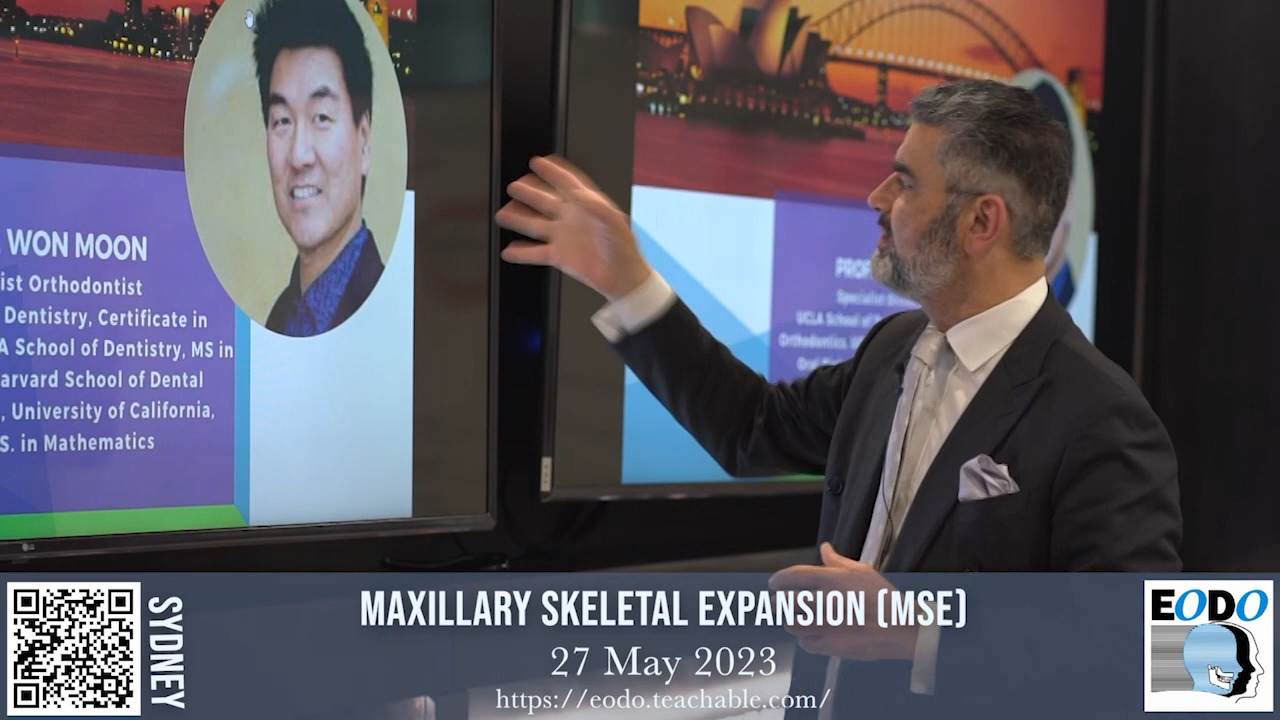 WON MOON
ist Orthodontist
Dentistry, Certificate in
A School of Dentistry, MS in
arvard School of Dental
, University of California,
S. in Mathematics
PROF
Specialist
UCLA School of
Orthodontics,
SYDNEY
MAXILLARY SKELETAL EXPANSION (MSE)
27 May 2023
https://eodo.teachable.com/
EODO
LG